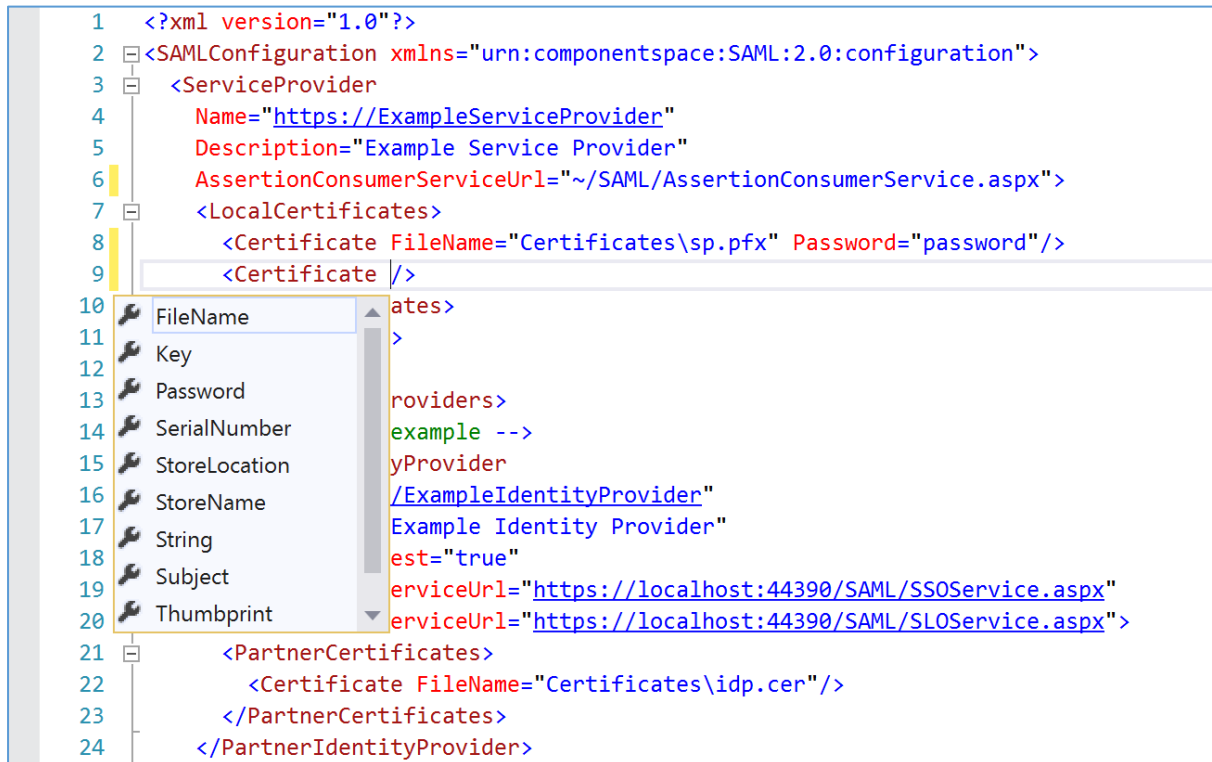 1 <?xml version="1.0"?>
2 <SAMLConfiguration xmlns="urn:componentspace:SAML:2.0:configuration">
3 <ServiceProvider
4 Name="https://ExampleServiceProvider"
5 Description="Example Service Provider"
6 AssertionConsumerServiceUrl="~/SAML/AssertionConsumerService.aspx">
7 <LocalCertificates>
8 <Certificate FileName="Certificates\sp.pfx" Password="password"/>
9 <Certificate />
10 ates>
11 >
12
13 roviders>
14 example -->
15 yProvider
16 /ExampleIdentityProvider"
17 Example Identity Provider"
18 est="true"
19 erviceUrl="https://localhost:44390/SAML/SSOService.aspx"
20 erviceUrl="https://localhost:44390/SAML/SLOService.aspx">
FileName
Key
Password
SerialNumber
StoreLocation
StoreName
String
Subject
Thumbprint
21 <PartnerCertificates>
22 <Certificate FileName="Certificates\idp.cer"/>
23 </PartnerCertificates>
24 </PartnerIdentityProvider>